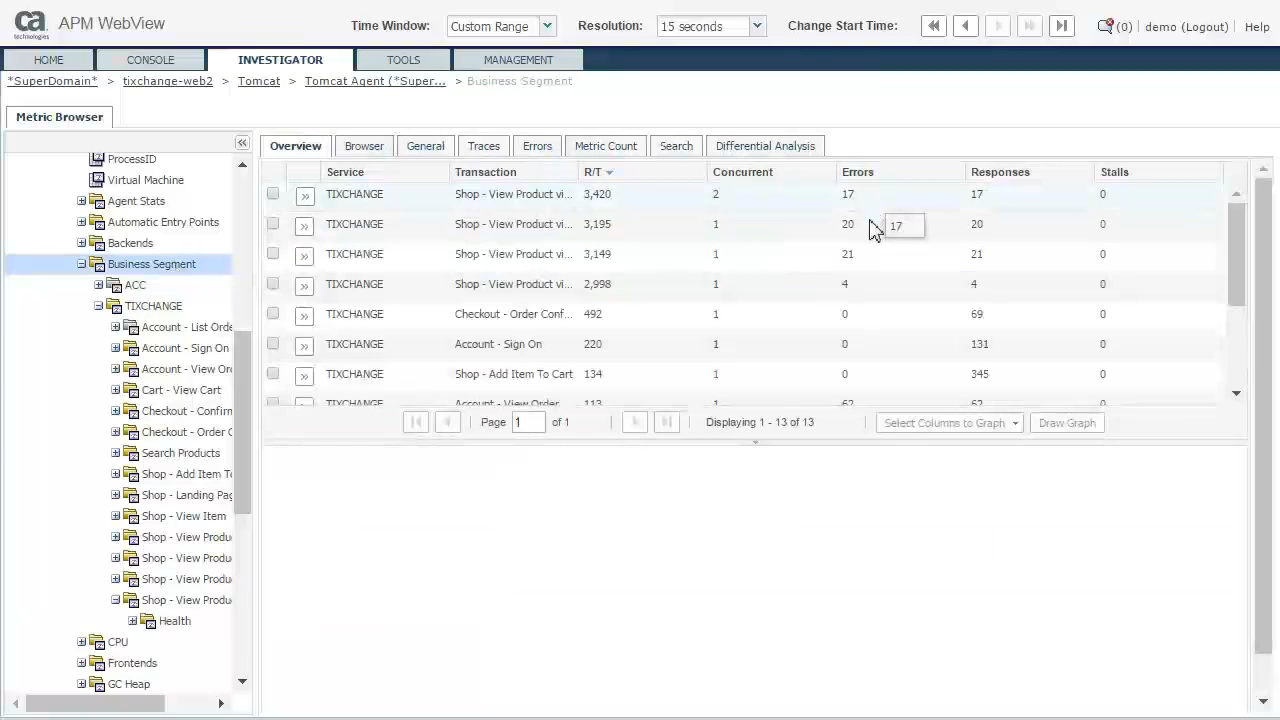 ca
technologies
APM WebView
Time Window:
Custom Range
Resolution:
15 seconds
Change Start Time:
(0)
demo (Logout)
Help
HOME
CONSOLE
INVESTIGATOR
TOOLS
MANAGEMENT
*SuperDomain* > tixchange-web2 > Tomcat > Tomcat Agent (*Super... > Business Segment
Metric Browser
ProcessID
Virtual Machine
Agent Stats
Automatic Entry Points
Backends
Business Segment
ACC
TIXCHANGE
Account - List Orde
Account - Sign On
Account - View Ord
Cart - View Cart
Checkout - Confirm
Checkout - Order C
Search Products
Shop - Add Item To
Shop - Landing Pag
Shop - View Item
Shop - View Produ
Shop - View Produ
Shop - View Produ
Shop - View Produ
Health
CPU
Frontends
GC Heap
Overview
Browser
General
Traces
Errors
Metric Count
Search
Differential Analysis
Service Transaction R/T Concurrent Errors Responses Stalls
TIXCHANGE Shop - View Product vi... 3,420 2 17 17 0
TIXCHANGE Shop - View Product vi... 3,195 1 20 20 0
17
TIXCHANGE Shop - View Product vi... 3,149 1 21 21 0
TIXCHANGE Shop - View Product vi... 2,998 1 4 4 0
TIXCHANGE Checkout - Order Conf... 492 1 0 69 0
TIXCHANGE Account - Sign On 220 1 0 131 0
TIXCHANGE Shop - Add Item To Cart 134 1 0 345 0
TIXCHANGE Account - View Order 113 1 62 62 0
Page 1 of 1
Displaying 1 - 13 of 13
Select Columns to Graph
Draw Graph